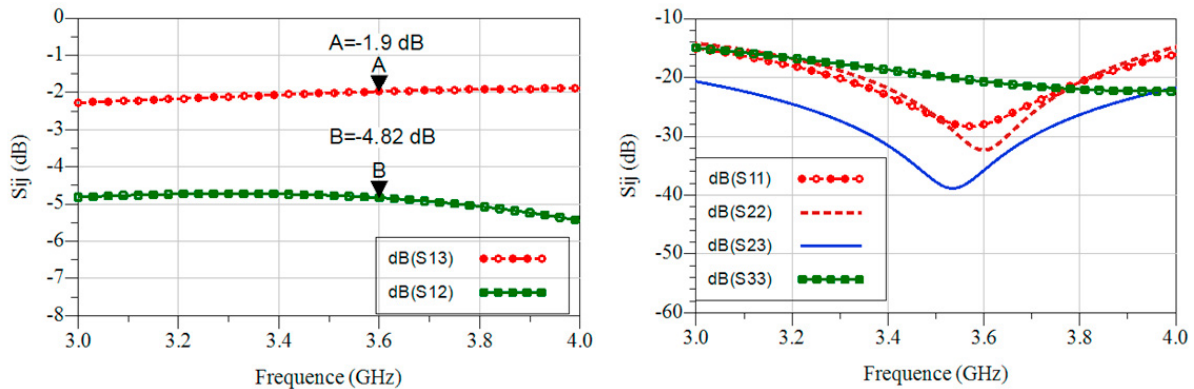 0
-1
-2
-3
-4
-5
-6
-7
-8
Sij (dB)
A=-1.9 dB
A
B=-4.82 dB
B
dB(S13)
dB(S12)
3.0 3.2 3.4 3.6 3.8 4.0
Frequence (GHz)
-10
-20
-30
-40
-50
-60
Sij (dB)
dB(S11)
dB(S22)
dB(S23)
dB(S33)
3.0 3.2 3.4 3.6 3.8 4.0
Frequence (GHz)